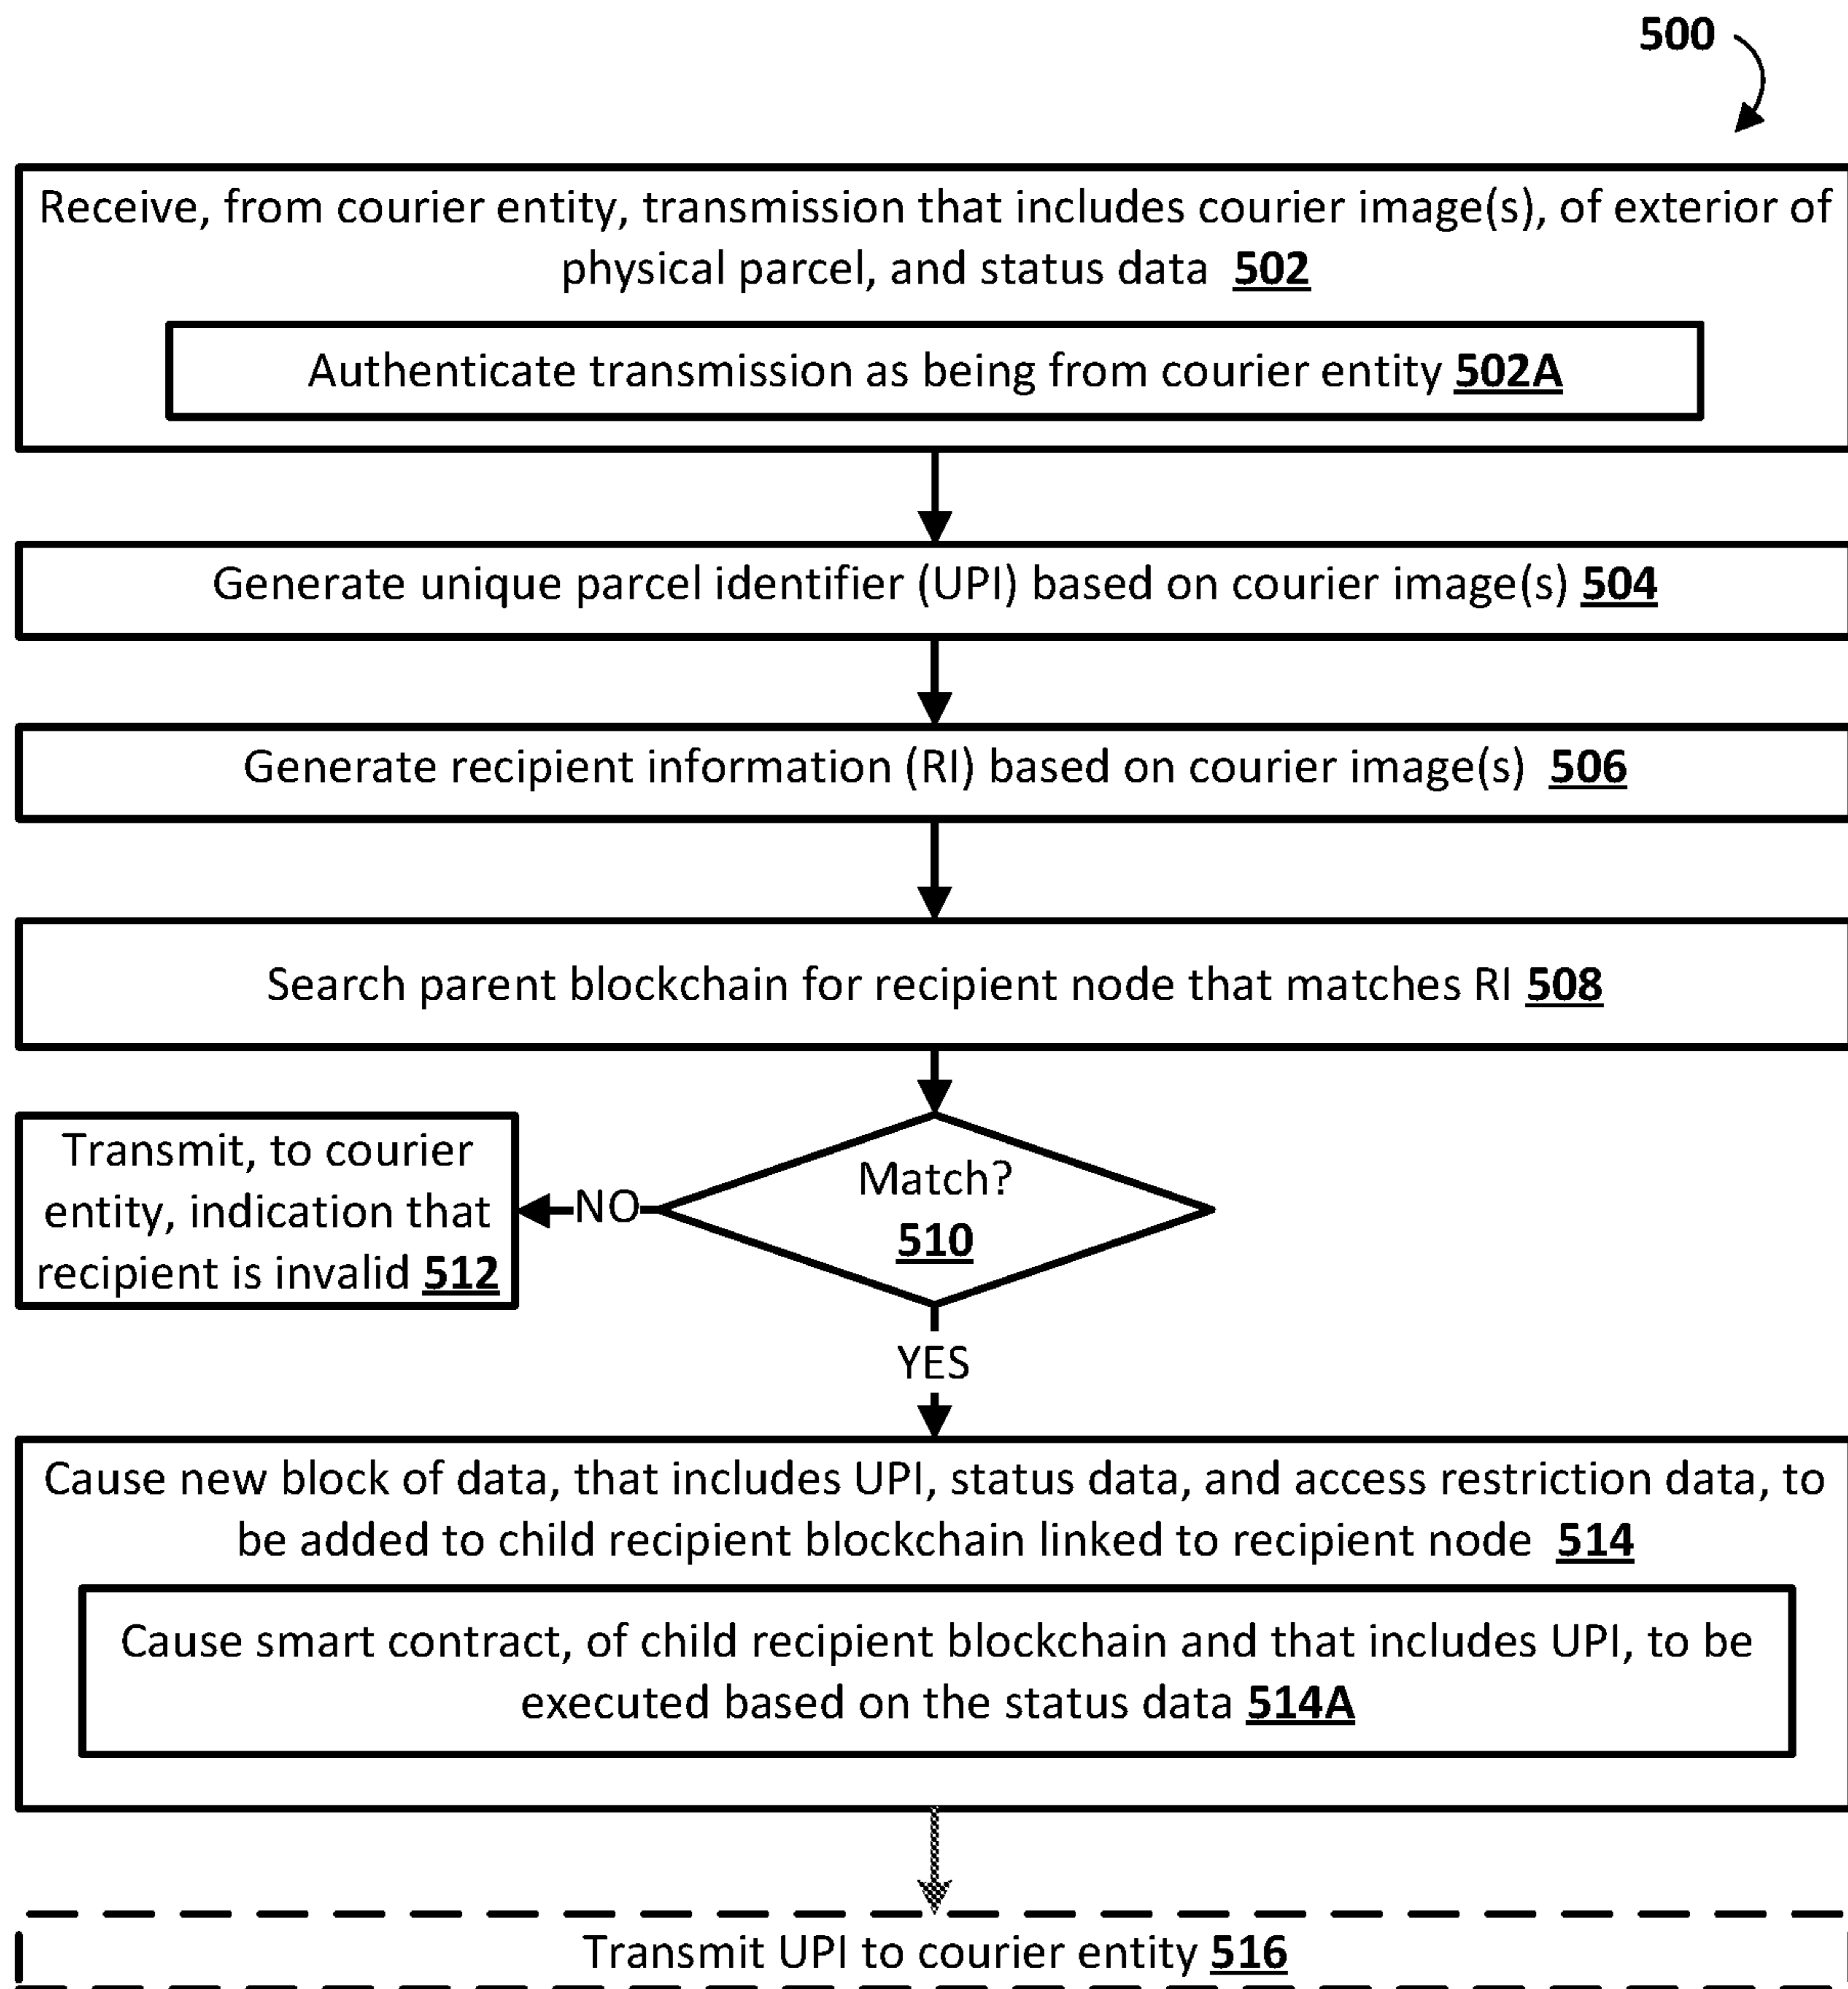 500
Receive, from courier entity, transmission that includes courier image(s), of exterior of
physical parcel, and status data 502
Authenticate transmission as being from courier entity 502A
Generate unique parcel identifier (UPI) based on courier image(s) 504
Generate recipient information (RI) based on courier image(s) 506
Search parent blockchain for recipient node that matches RI 508
Match?
510
NO
Transmit, to courier
entity, indication that
recipient is invalid 512
YES
Cause new block of data, that includes UPI, status data, and access restriction data, to
be added to child recipient blockchain linked to recipient node 514
Cause smart contract, of child recipient blockchain and that includes UPI, to be
executed based on the status data 514A
Transmit UPI to courier entity 516